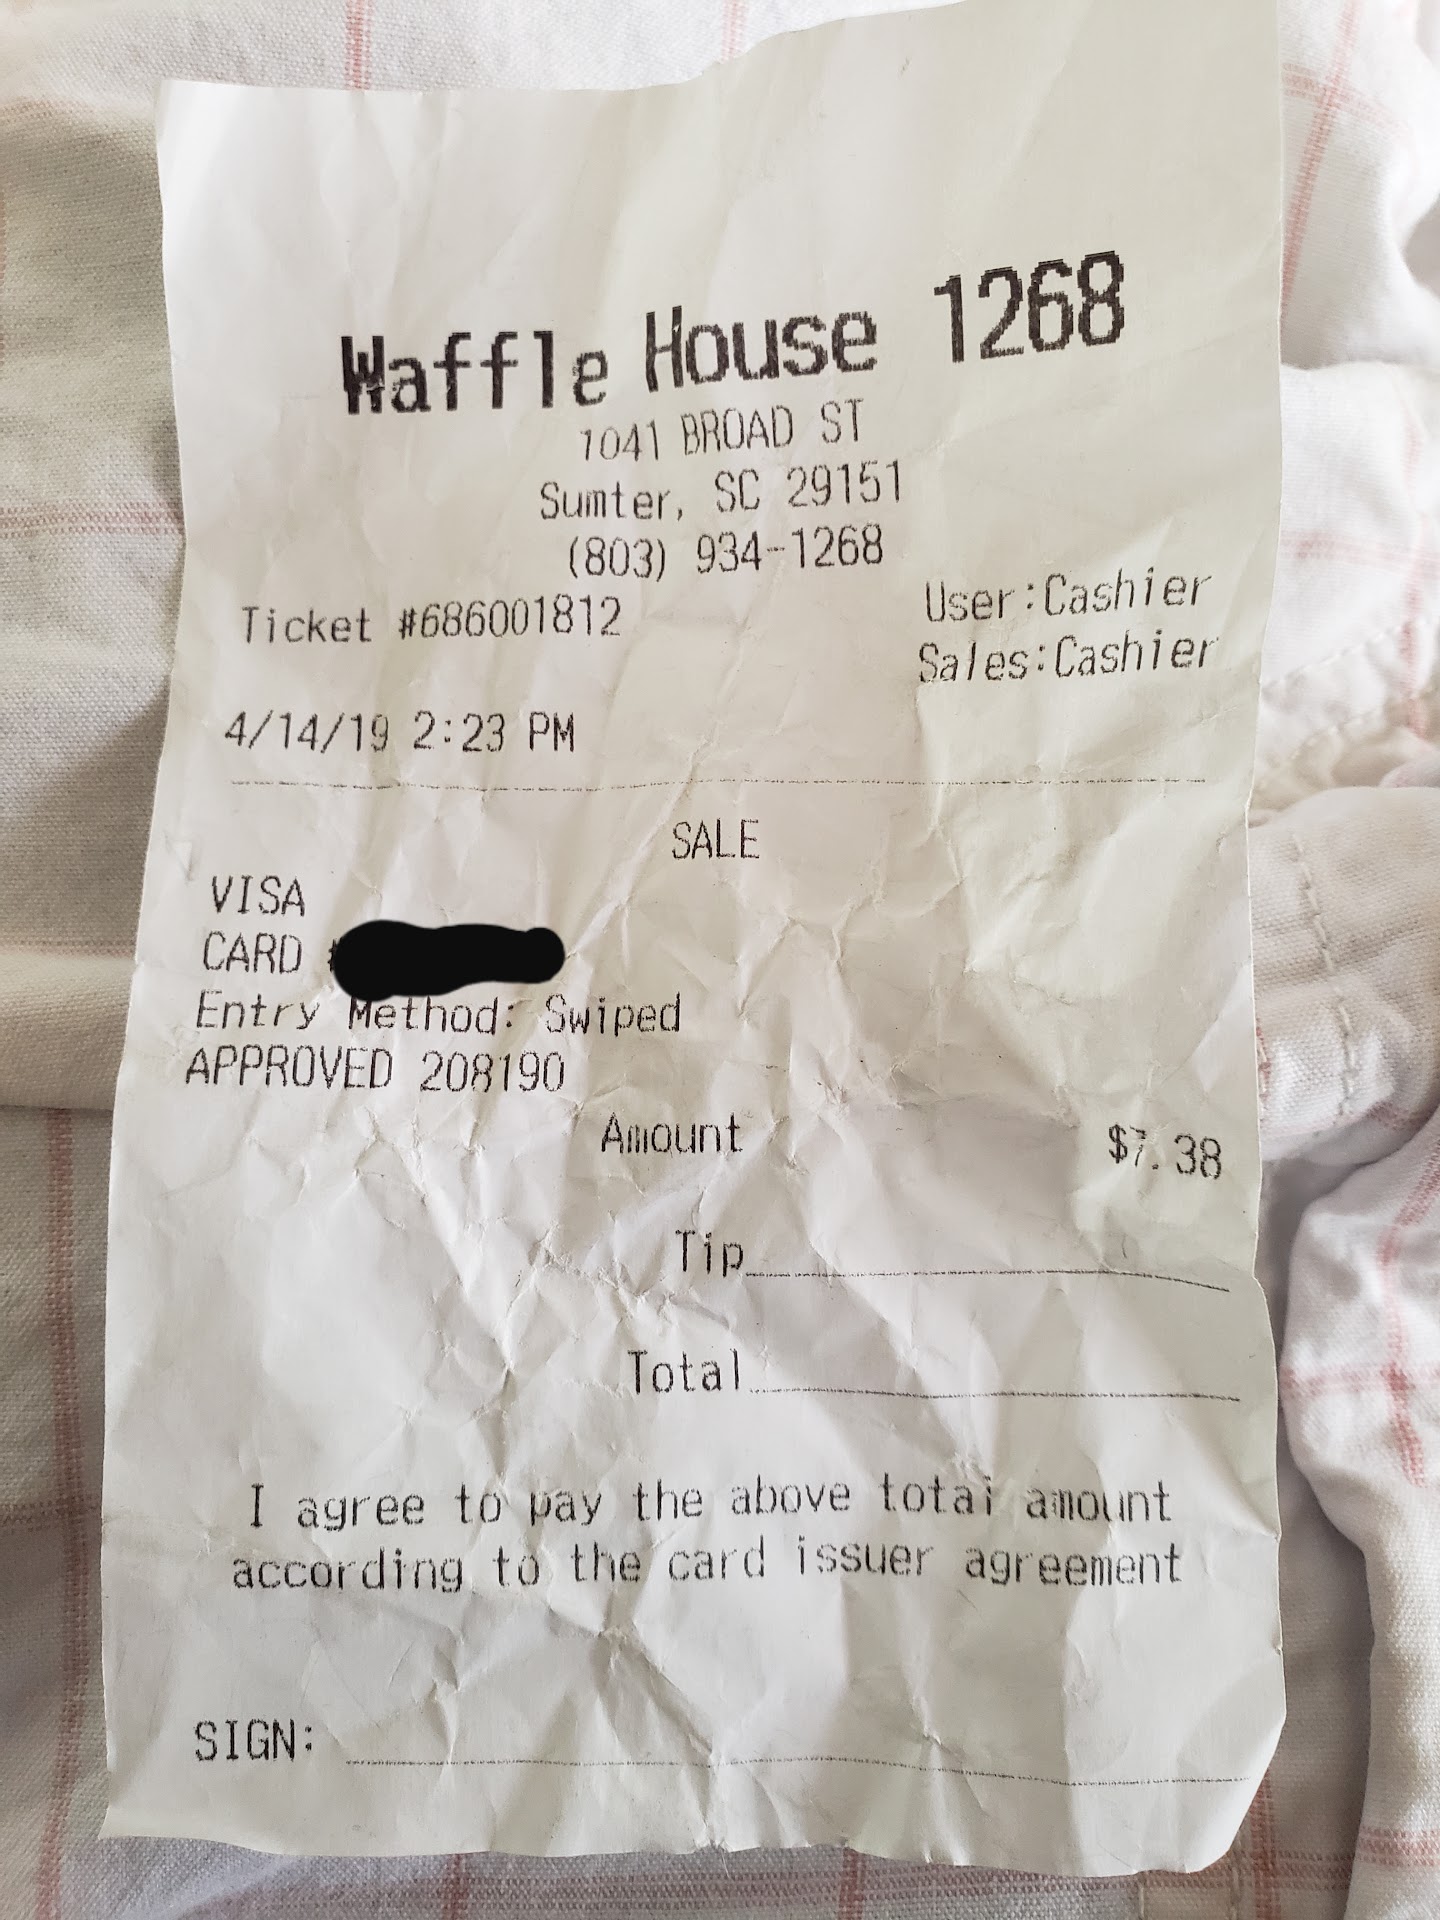 Waffle House 1268
1041 BROAD ST
Sumter, SC 29151
(803) 934-1268
Ticket #686001812 User:Cashier
Sales:Cashier
4/14/19 2:23 PM
SALE
VISA
CARD
Entry Method: Swiped
APPROVED 208190
Amount $7.38
Tip
Total
I agree to pay the above total amount
according to the card issuer agreement
SIGN: